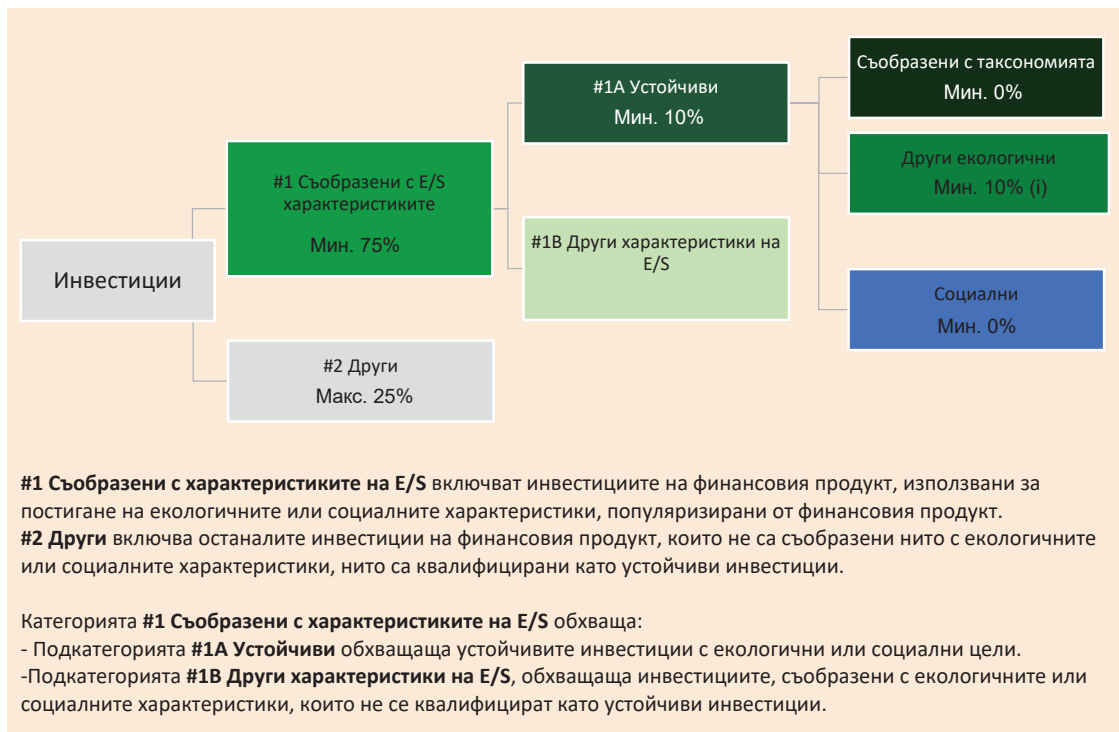 Инвестиции
#1 Съобразени с E/S
характеристиките
Мин. 75%
#2 Други
Макс. 25%
#1A Устойчиви
Мин. 10%
#1B Други характеристики на
E/S
Съобразени с таксономията
Мин. 0%
Други екологични
Мин. 10% (i)
Социални
Мин. 0%
#1 Съобразени с характеристиките на E/S включват инвестициите на финансовия продукт, използвани за
постигане на екологичните или социалните характеристики, популяризирани от финансовия продукт.
#2 Други включва останалите инвестиции на финансовия продукт, които не са съобразени нито с екологичните
или социалните характеристики, нито са квалифицирани като устойчиви инвестиции.
Категорията #1 Съобразени с характеристиките на E/S обхваща:
- Подкатегорията #1A Устойчиви обхващаща устойчивите инвестиции с екологични или социални цели.
-Подкатегорията #1B Други характеристики на E/S, обхващаща инвестициите, съобразени с екологичните или
социалните характеристики, които не се квалифицират като устойчиви инвестиции.